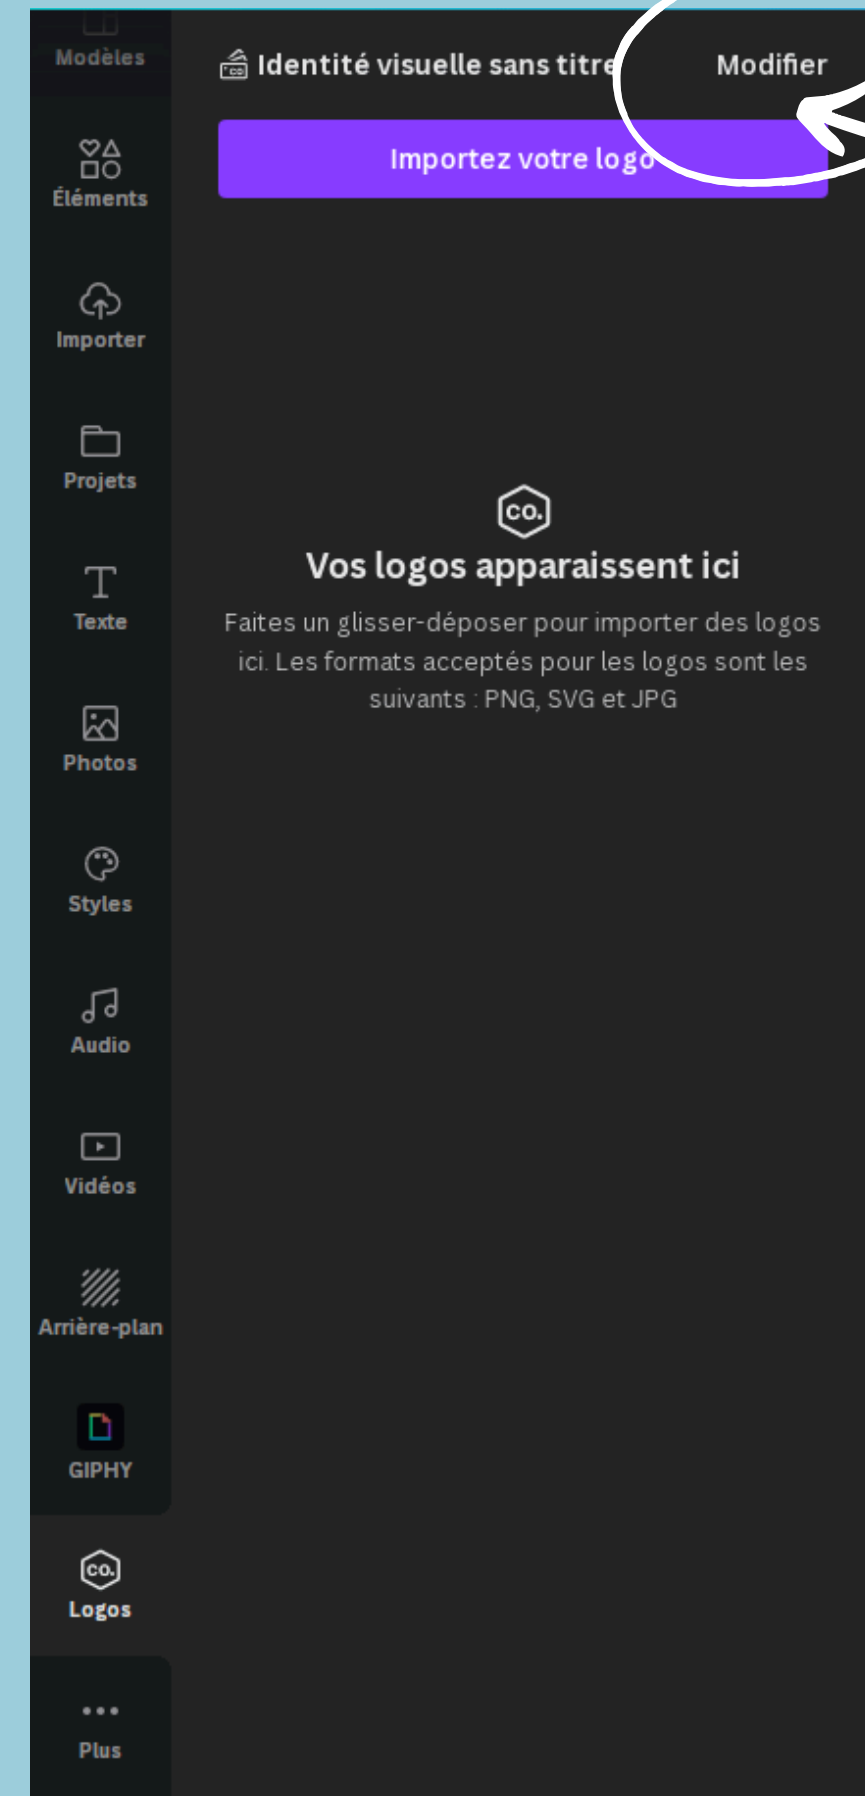 Modèles
Éléments
Importer
Projets
Texte
Photos
Styles
Audio
Vidéos
Arrière-plan
GIPHY
co.
Logos
Plus
co Identité visuelle sans titre
Modifier
Importez votre logo
co.
Vos logos apparaissent ici
Faites un glisser-déposer pour importer des logos
ici. Les formats acceptés pour les logos sont les
suivants : PNG, SVG et JPG